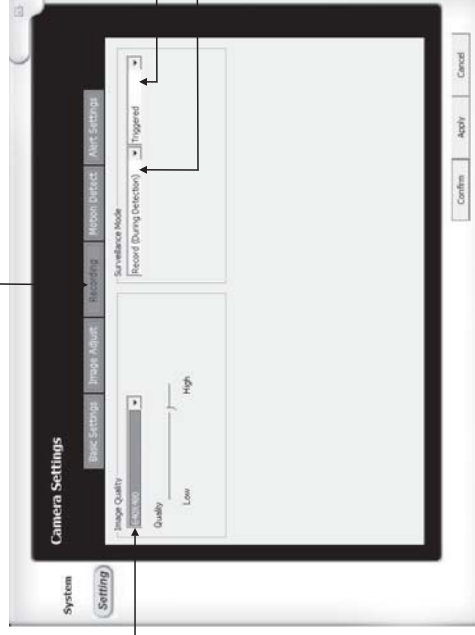 Camera Settings
System
Setting
Basic Settings
Image Adjust
Recording
Motion Detect
Alert Settings
Image Quality
640x480
Quality
Low
High
Surveillance Mode
Record (During Detection)
Triggered
Confirm
Apply
Cancel